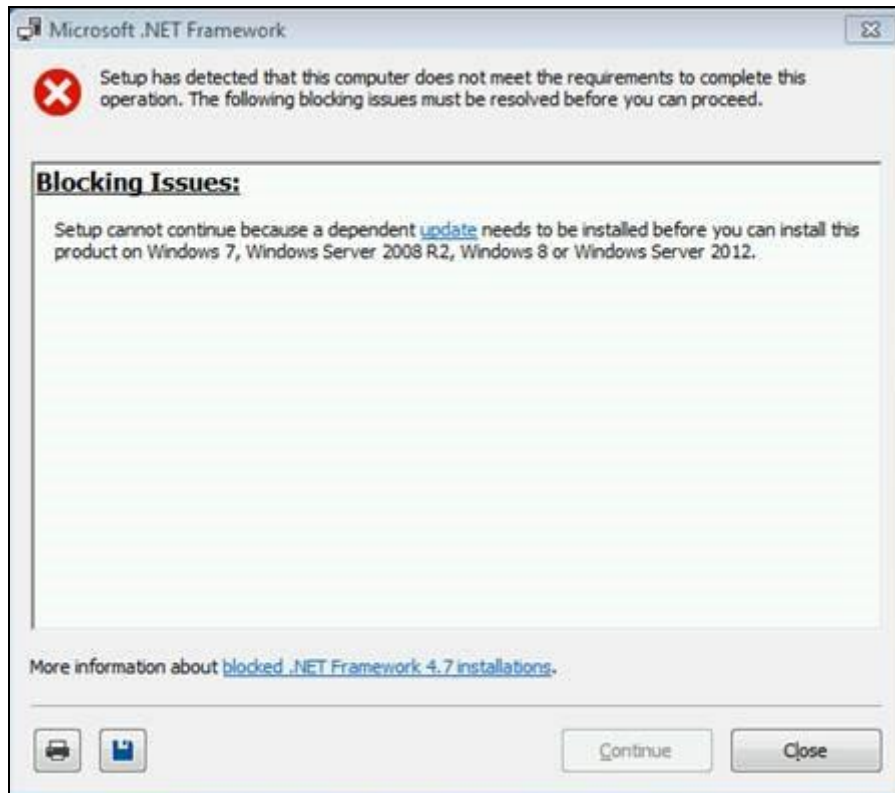 Microsoft .NET Framework
Setup has detected that this computer does not meet the requirements to complete this
operation. The following blocking issues must be resolved before you can proceed.
Blocking Issues:
Setup cannot continue because a dependent update needs to be installed before you can install this
product on Windows 7, Windows Server 2008 R2, Windows 8 or Windows Server 2012.
More information about blocked .NET Framework 4.7 installations.
Continue
Close